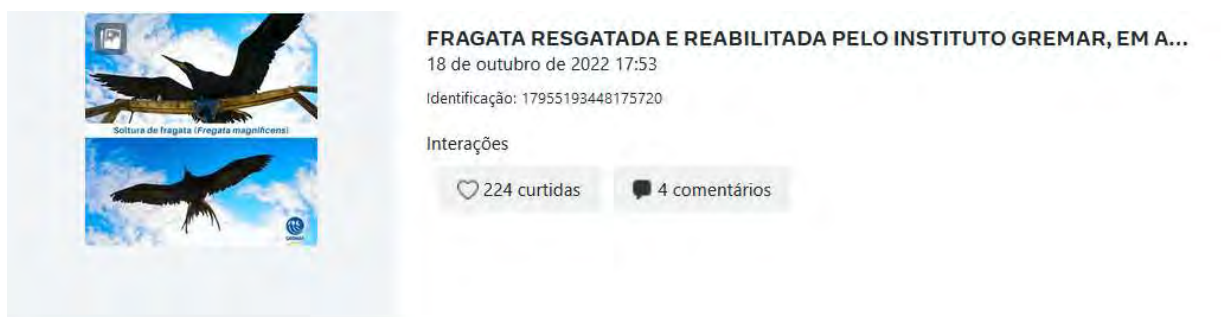 Soltura de fragata (Fregata magnificens)
GREMAR
FRAGATA RESGATADA E REABILITADA PELO INSTITUTO GREMAR, EM A...
18 de outubro de 2022 17:53
Identificação: 17955193448175720
Interações
224 curtidas
4 comentários